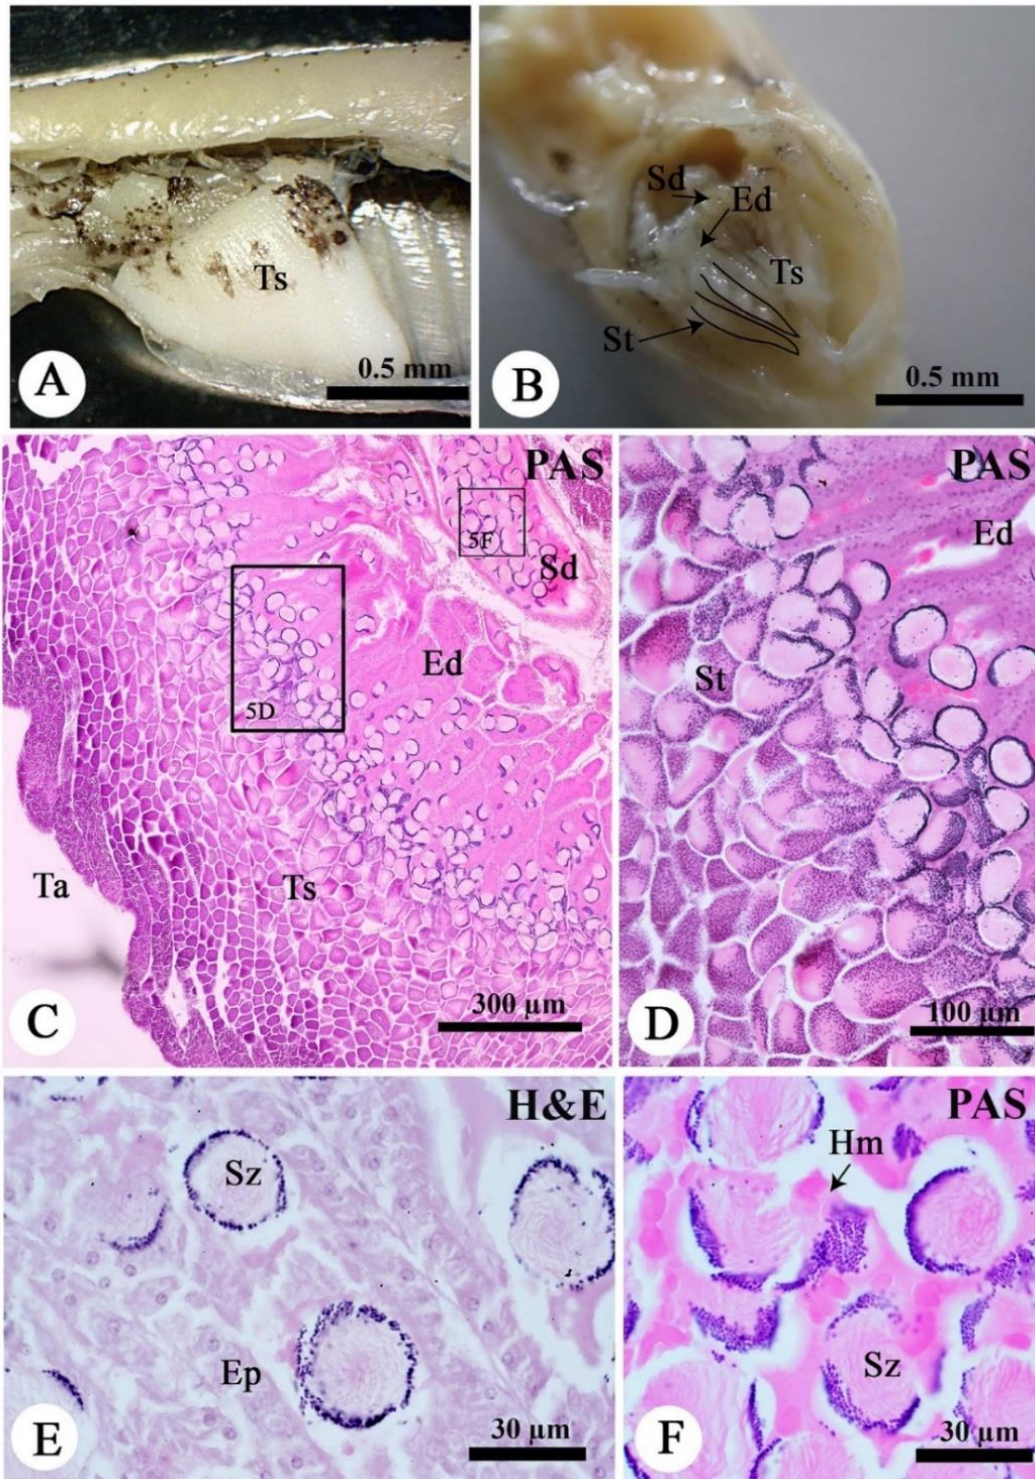 Ts
0.5 mm
A
Sd
Ed
Ts
St
0.5 mm
B
PAS
5F
Sd
5D
Ed
Ta
Ts
C
300 µm
PAS
Ed
St
D
100 µm
H&E
Sz
Ep
E
30 µm
PAS
Hm
Sz
F
30 µm